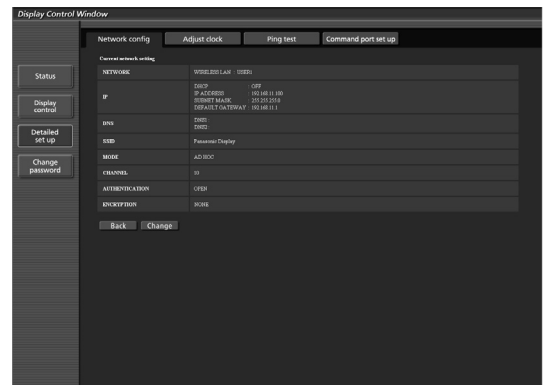 Display Control Window
Network config Adjust clock Ping test Command port set up
Current network setting
Status
Display
control
Detailed
set up
Change
password
NETWORK WIRELESS LAN : USER1
IP
DHCP : OFF
IP ADDRESS : 192.168.11.100
SUBNET MASK : 255.255.255.0
DEFAULT GATEWAY : 192.168.11.1
DNS
DNS1 :
DNS2 :
SSID Panasonic Display
MODE AD HOC
CHANNEL 10
AUTHENTICATION OPEN
ENCRYPTION NONE
Back Change